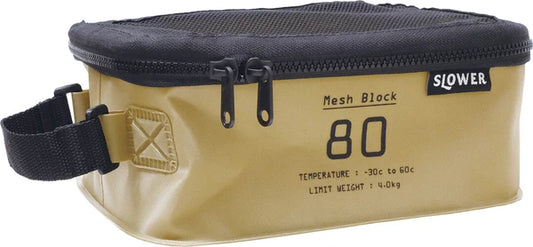 SLOWER
Mesh Block
80
TEMPERATURE : -30c to 60c
LIMIT WEIGHT : 4.0kg